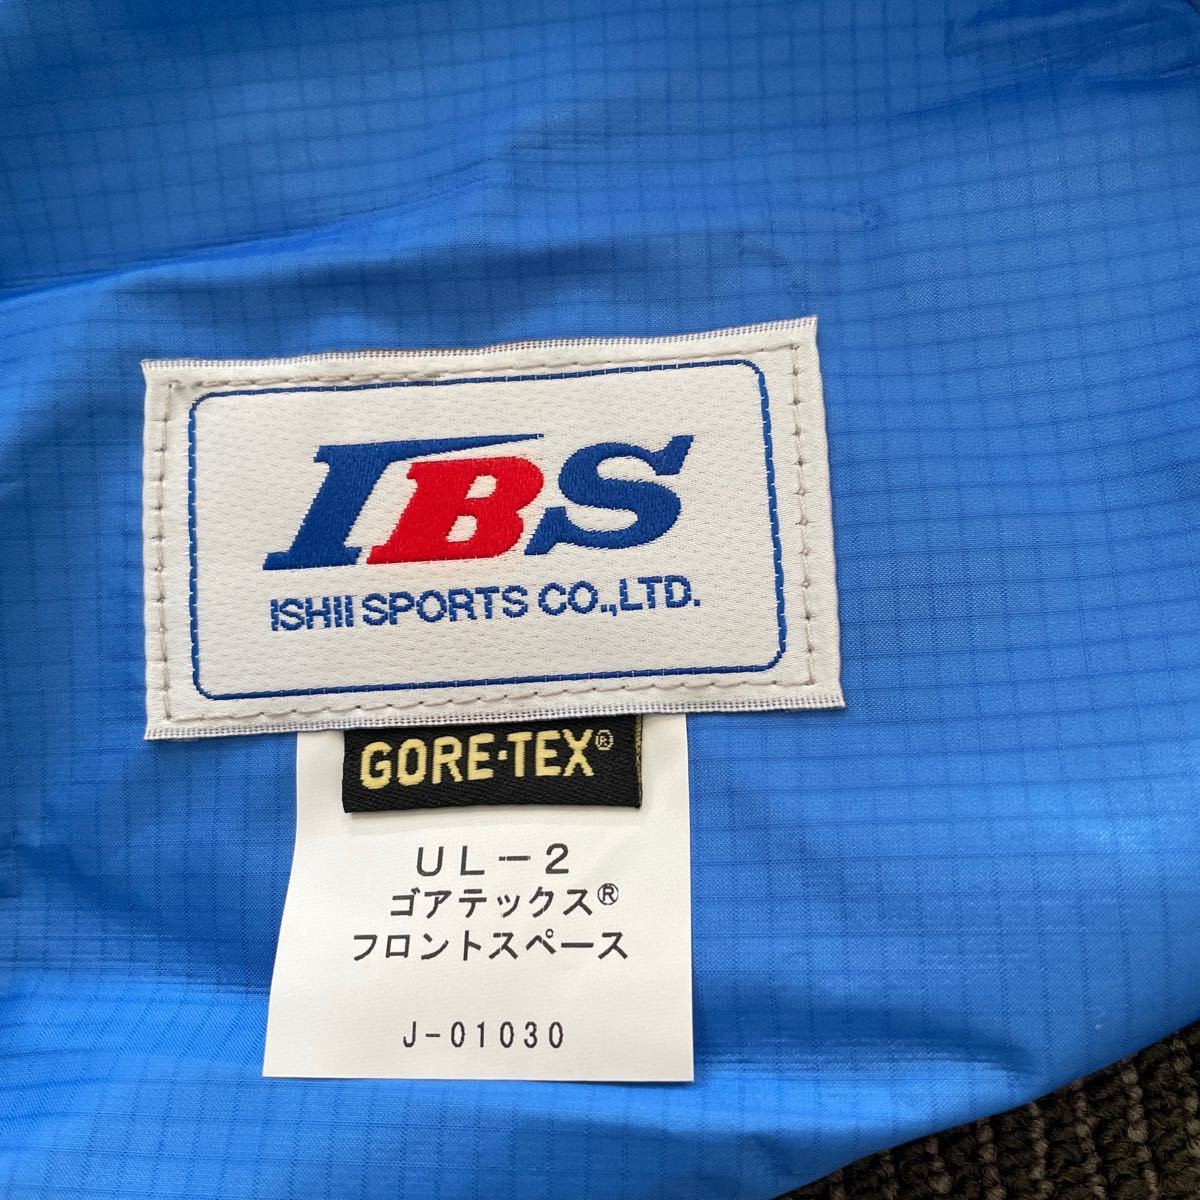 IBS
ISHII SPORTS CO.,LTD.
GORE-TEX®
UL-2
ゴアテックス®
フロントスペース
J-01030